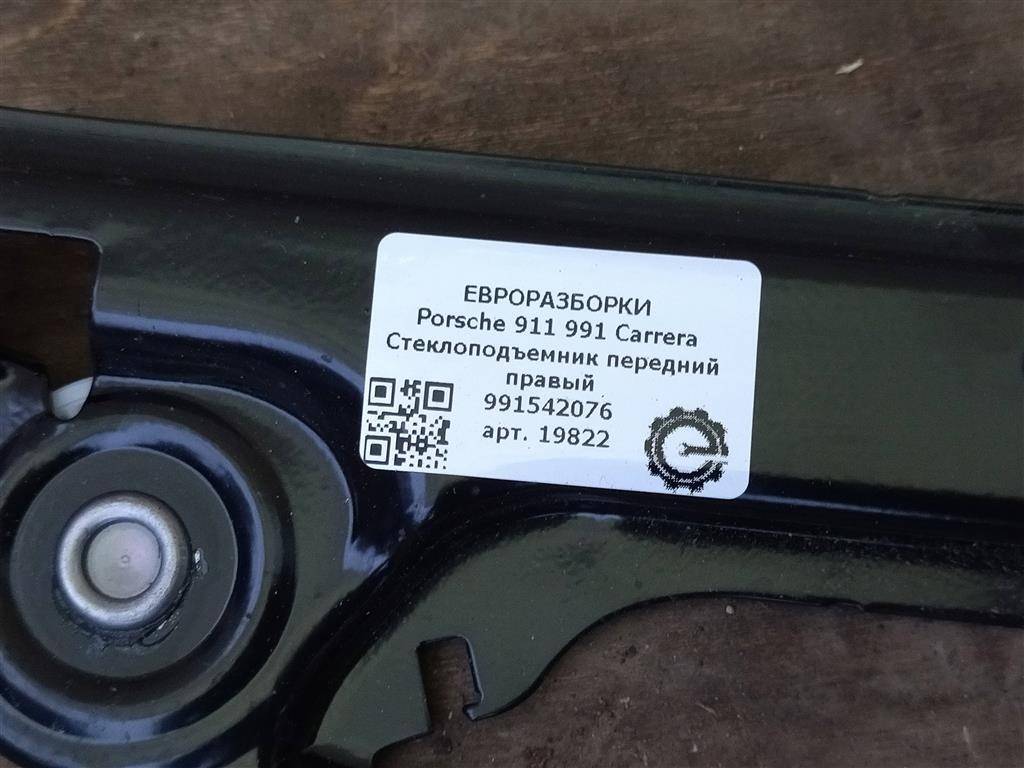 ЕВРОРАЗБОРКИ
Porsche 911 991 Carrera
Стеклоподъемник передний
правый
991542076
арт. 19822